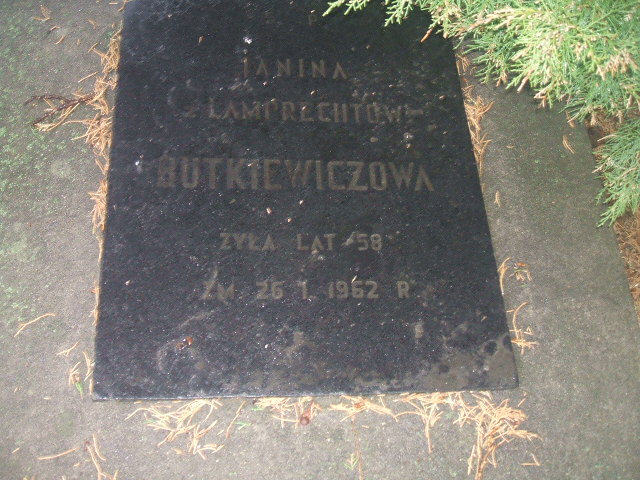 JANINA
Z LAMPRECHTÓW
BUTKIEWICZOWA
ŻYŁA LAT 58
ZM 26 I 1962 R